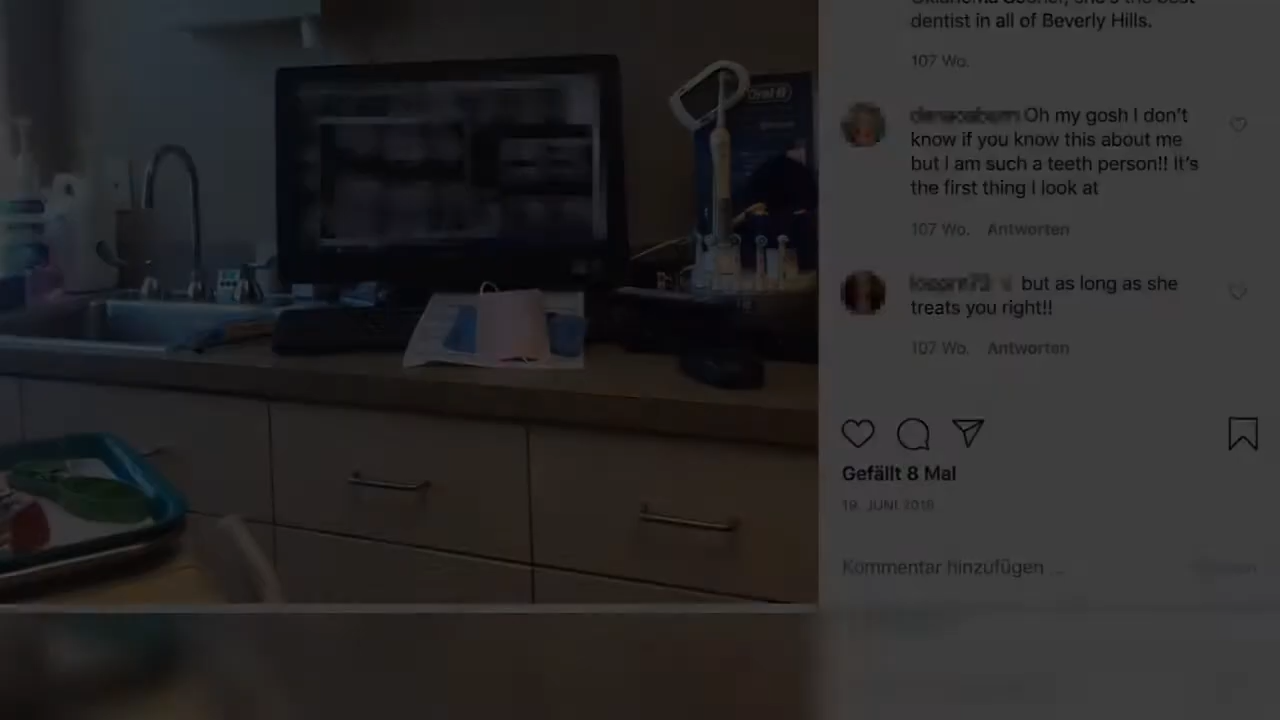 dentist in all of Beverly Hills.
107 Wo.
Oh my gosh I don't
know if you know this about me
but I am such a teeth person!! It's
the first thing I look at
107 Wo. Antworten
but as long as she
treats you right!!
107 Wo. Antworten
Gefällt 8 Mal
19. JUNI 2019
Kommentar hinzufügen ...
Oral-B